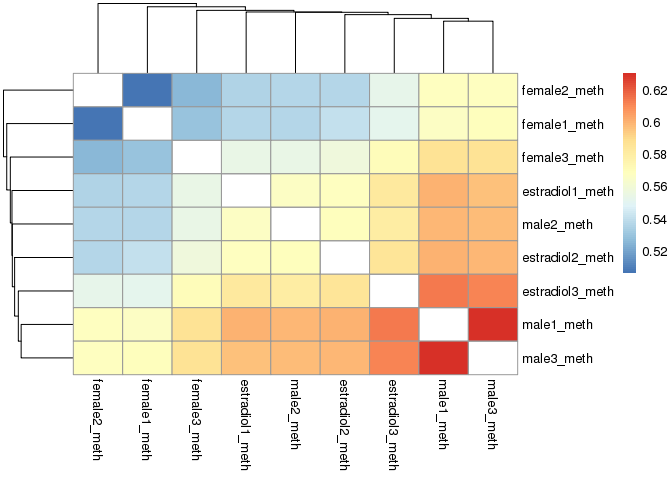 female2_meth
female1_meth
female3_meth
estradiol1_meth
male2_meth
estradiol2_meth
estradiol3_meth
male1_meth
male3_meth
0.62
0.6
0.58
0.56
0.54
0.52
female2_meth
female1_meth
female3_meth
estradiol1_meth
male2_meth
estradiol2_meth
estradiol3_meth
male1_meth
male3_meth